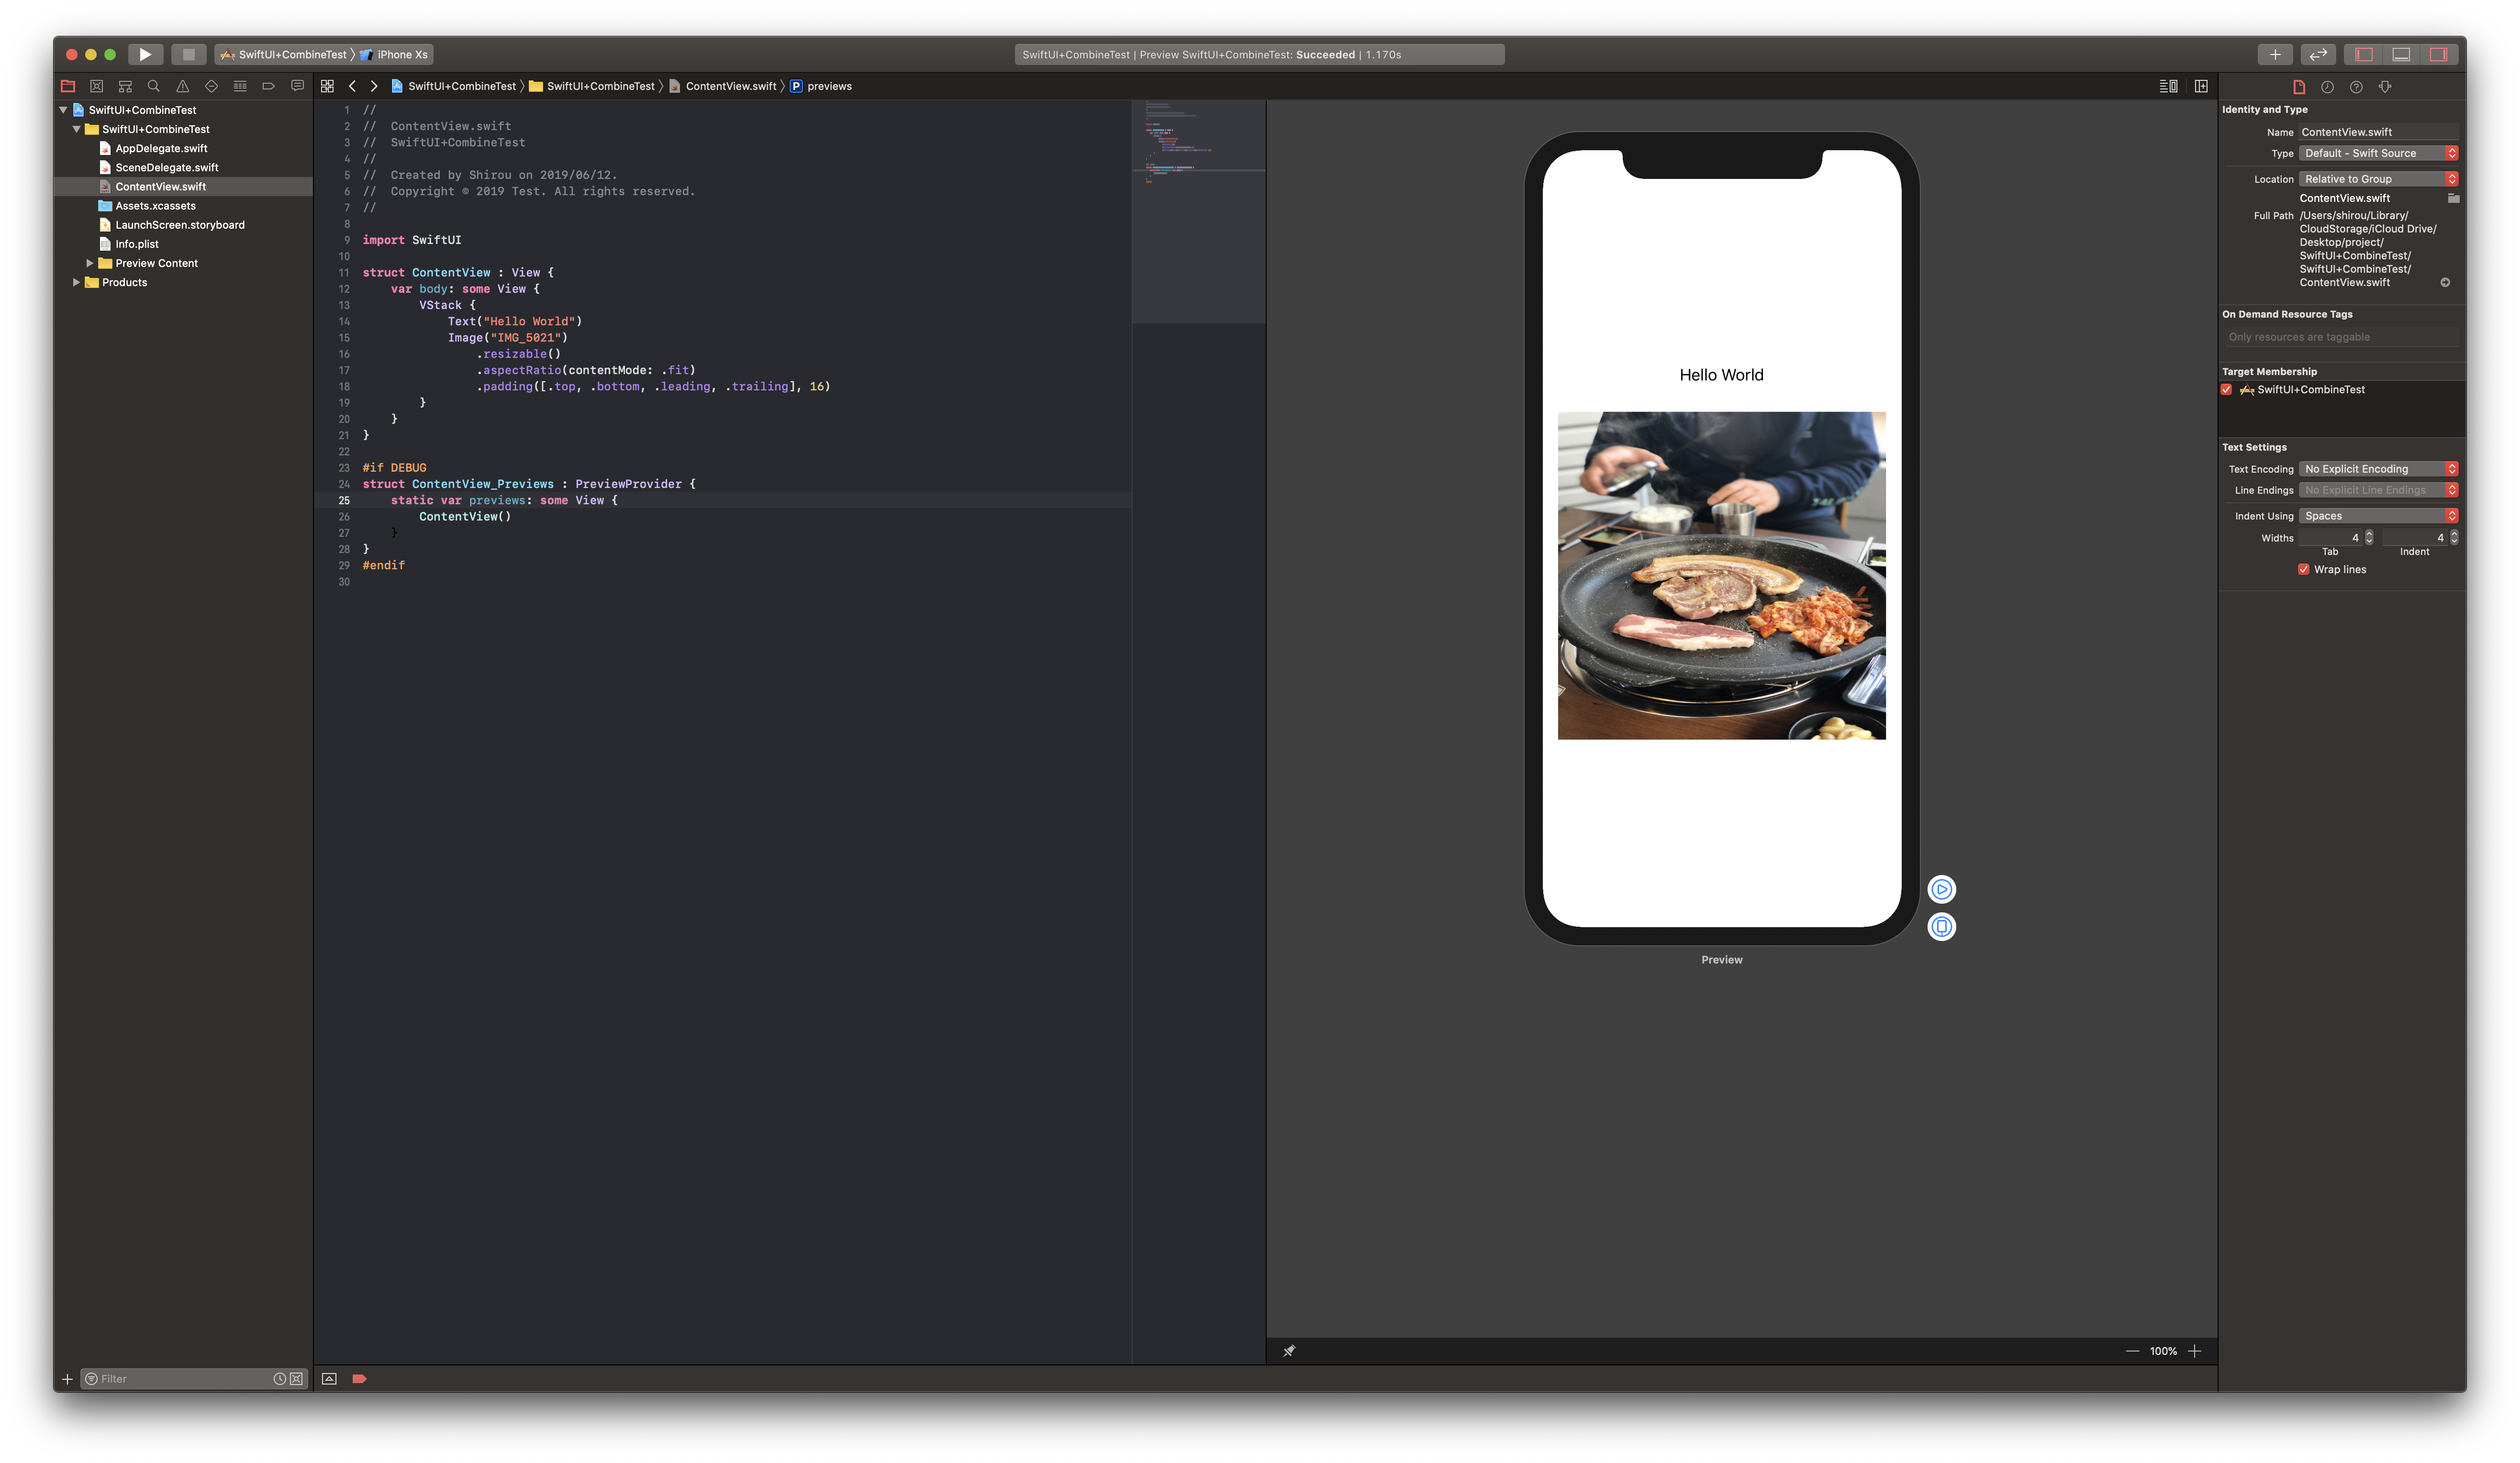 SwiftUI+CombineTest 〉 iPhone Xs
SwiftUI+CombineTest | Preview SwiftUI+CombineTest: Succeeded | 1.170s
SwiftUI+CombineTest 〉 SwiftUI+CombineTest 〉 ContentView.swift 〉 P previews
SwiftUI+CombineTest
SwiftUI+CombineTest
AppDelegate.swift
SceneDelegate.swift
ContentView.swift
Assets.xcassets
LaunchScreen.storyboard
Info.plist
Preview Content
Products
Filter
1 //
2 //  ContentView.swift
3 //  SwiftUI+CombineTest
4 //
5 //  Created by Shirou on 2019/06/12.
6 //  Copyright © 2019 Test. All rights reserved.
7 //
8
9 import SwiftUI
10
11 struct ContentView : View {
12     var body: some View {
13         VStack {
14             Text("Hello World")
15             Image("IMG_5021")
16                 .resizable()
17                 .aspectRatio(contentMode: .fit)
18                 .padding([.top, .bottom, .leading, .trailing], 16)
19         }
20     }
21 }
22
23 #if DEBUG
24 struct ContentView_Previews : PreviewProvider {
25     static var previews: some View {
26         ContentView()
27     }
28 }
29 #endif
30
Hello World
Preview
100%
Identity and Type
Name ContentView.swift
Type Default - Swift Source
Location Relative to Group
ContentView.swift
Full Path /Users/shirou/Library/
CloudStorage/iCloud Drive/
Desktop/project/
SwiftUI+CombineTest/
SwiftUI+CombineTest/
ContentView.swift
On Demand Resource Tags
Only resources are taggable
Target Membership
SwiftUI+CombineTest
Text Settings
Text Encoding No Explicit Encoding
Line Endings No Explicit Line Endings
Indent Using Spaces
Widths 4 4
Tab Indent
Wrap lines